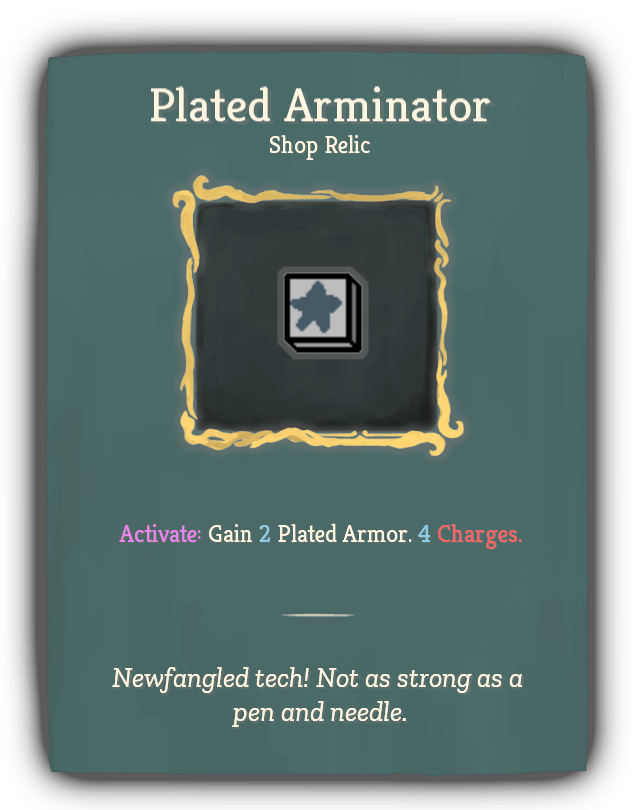 Plated Arminator
Shop Relic
Activate: Gain 2 Plated Armor. 4 Charges.
Newfangled tech! Not as strong as a
pen and needle.